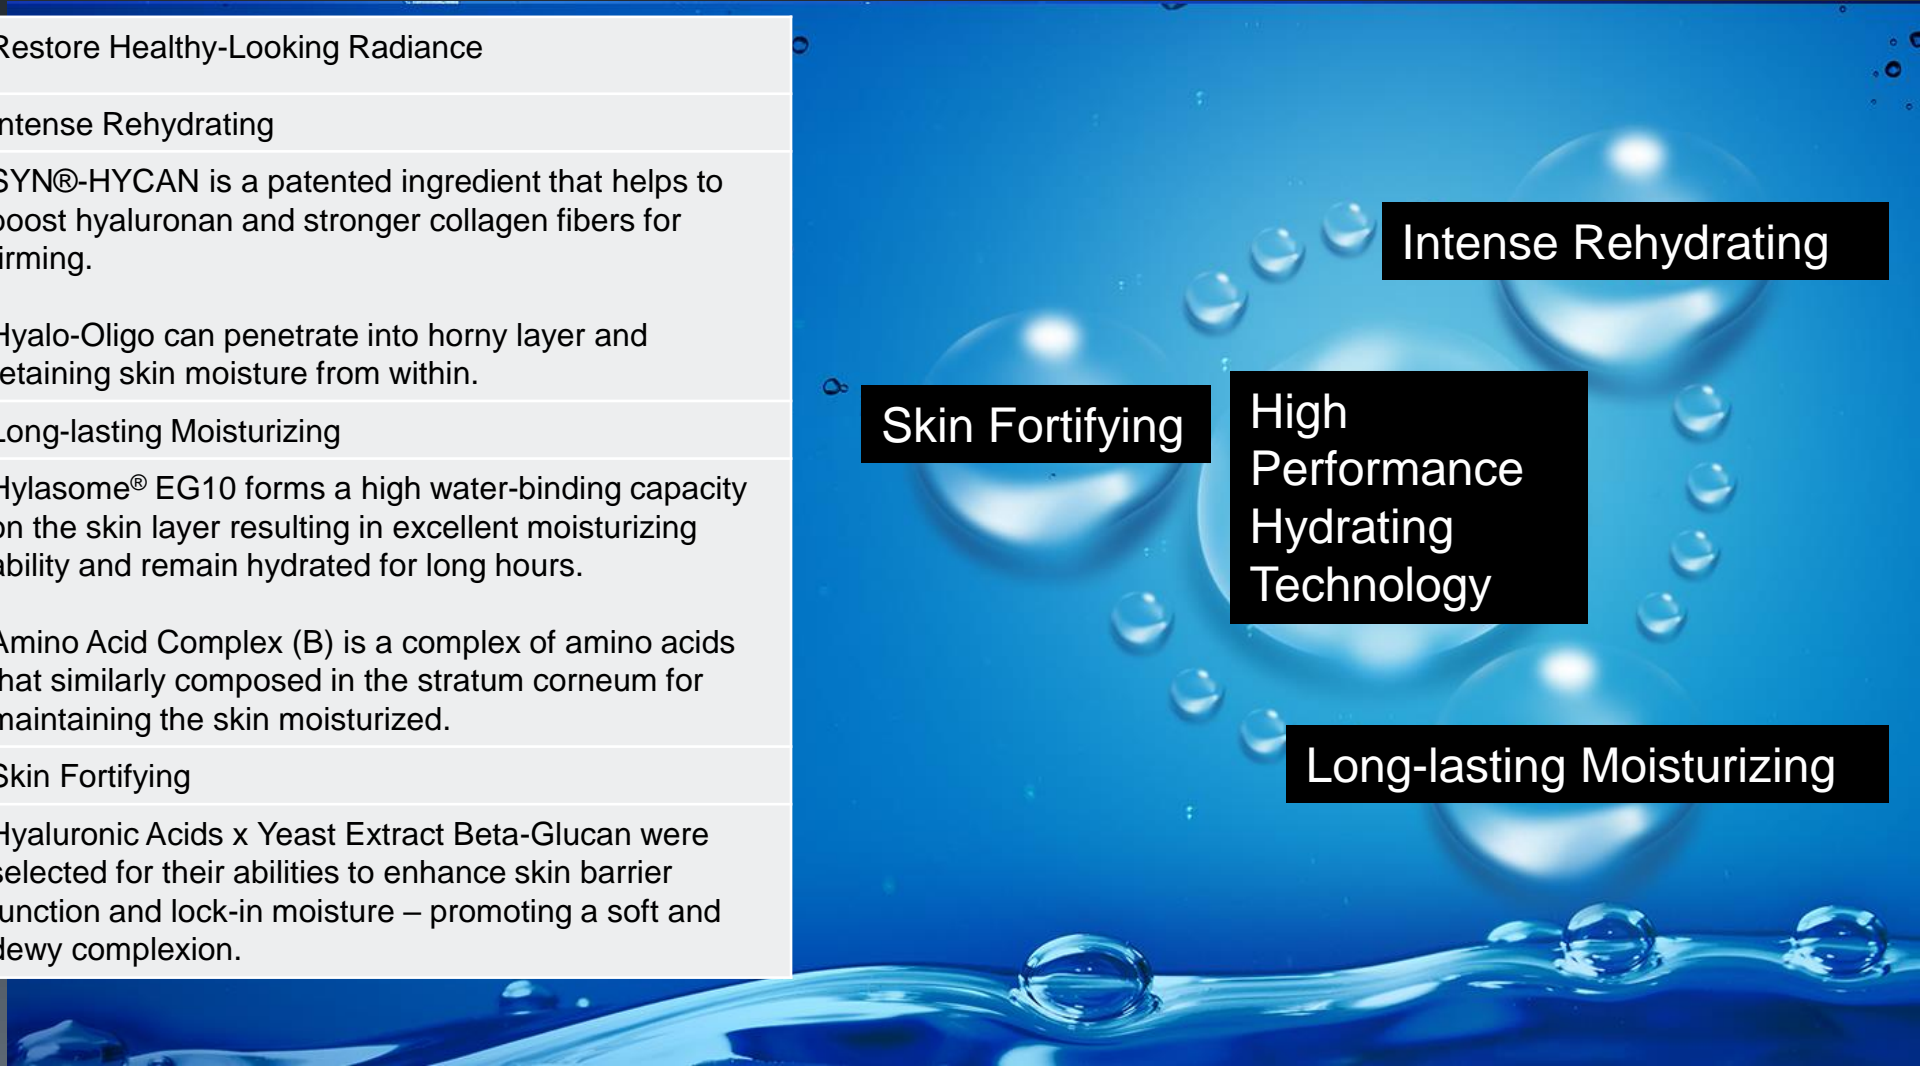 Restore Healthy-Looking Radiance
Intense Rehydrating
SYN®-HYCAN is a patented ingredient that helps to
boost hyaluronan and stronger collagen fibers for
firming.
Hyalo-Oligo can penetrate into horny layer and
retaining skin moisture from within.
Long-lasting Moisturizing
Hylasome® EG10 forms a high water-binding capacity
on the skin layer resulting in excellent moisturizing
ability and remain hydrated for long hours.
Amino Acid Complex (B) is a complex of amino acids
that similarly composed in the stratum corneum for
maintaining the skin moisturized.
Skin Fortifying
Hyaluronic Acids x Yeast Extract Beta-Glucan were
selected for their abilities to enhance skin barrier
function and lock-in moisture – promoting a soft and
dewy complexion.
Intense Rehydrating
Skin Fortifying
High
Performance
Hydrating
Technology
Long-lasting Moisturizing